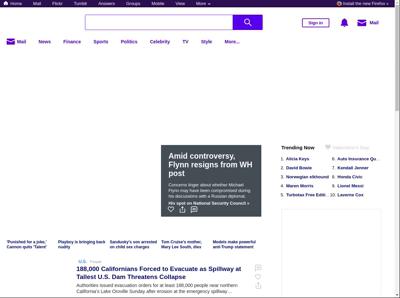 Home Mail Flickr Tumblr Answers Groups Mobile View More Install the new Firefox »
Sign in Mail
Mail News Finance Sports Politics Celebrity TV Style More...
Amid controversy,
Flynn resigns from WH
post
Concerns linger about whether Michael
Flynn may have been compromised during
his discussions with a Russian diplomat.
His spot on National Security Council »
Trending Now Valentine's Day
1. Alicia Keys 6. Auto Insurance Qu...
2. David Bowie 7. Kendall Jenner
3. Norwegian elkhound 8. Honda Civic
4. Maren Morris 9. Lionel Messi
5. Turbotax Free Editi... 10. Laverne Cox
'Punished for a joke,' Playboy is bringing back Sandusky's son arrested Tom Cruise's mother, Models make powerful
Cannon quits 'Talent' nudity on child sex charges Mary Lee South, dies anti-Trump statement
U.S.
188,000 Californians Forced to Evacuate as Spillway at
Tallest U.S. Dam Threatens Collapse
Authorities issued evacuation orders for at least 188,000 people near northern
California's Lake Oroville Sunday after erosion at the emergency spillway ...